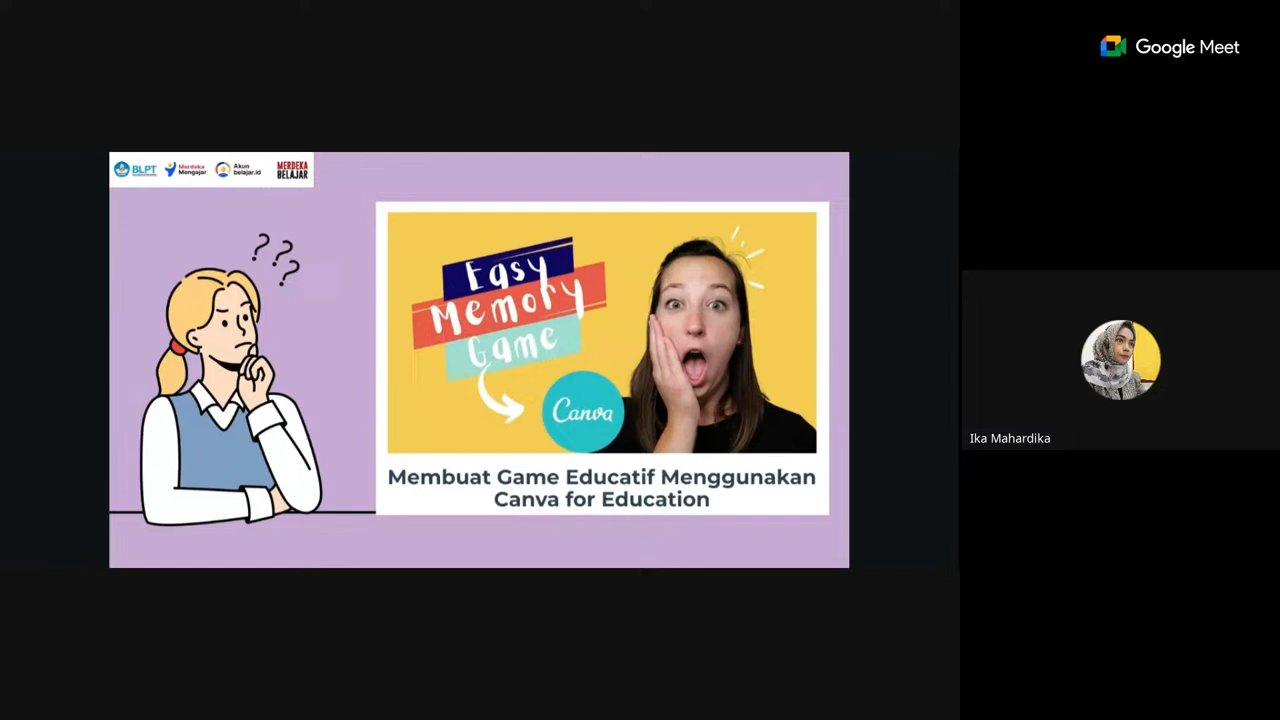 Google Meet
BLPT
Merdeka
Mengajar
Akun
belajar.id
MERDEKA
BELAJAR
? ? ?
Easy
Memory
Game
Canva
Membuat Game Educatif Menggunakan
Canva for Education
Ika Mahardika